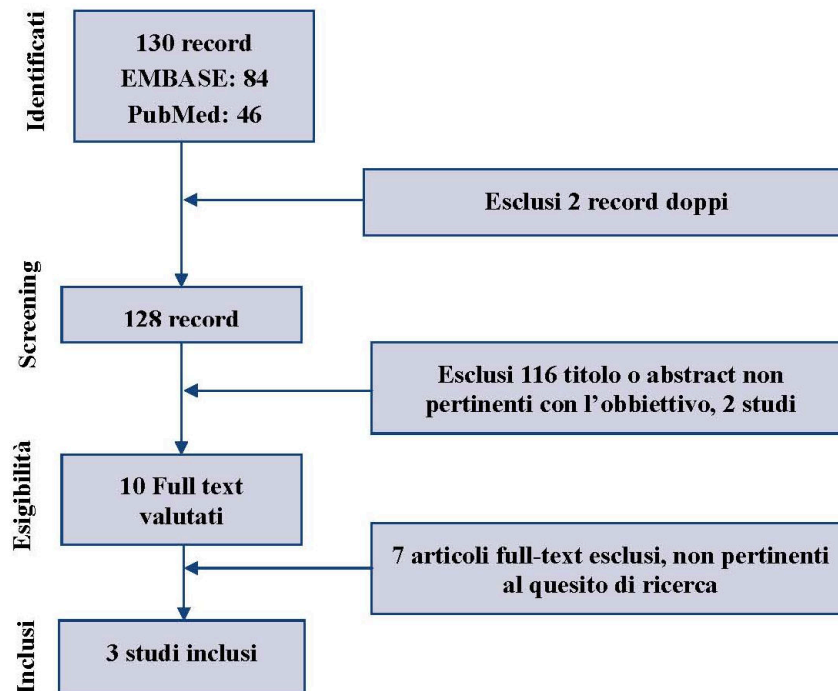 Identificati
130 record
EMBASE: 84
PubMed: 46
Esclusi 2 record doppi
Screening
128 record
Esclusi 116 titolo o abstract non
pertinenti con l'obbiettivo, 2 studi
Esigibilità
10 Full text
valutati
7 articoli full-text esclusi, non pertinenti
al quesito di ricerca
Inclusi
3 studi inclusi